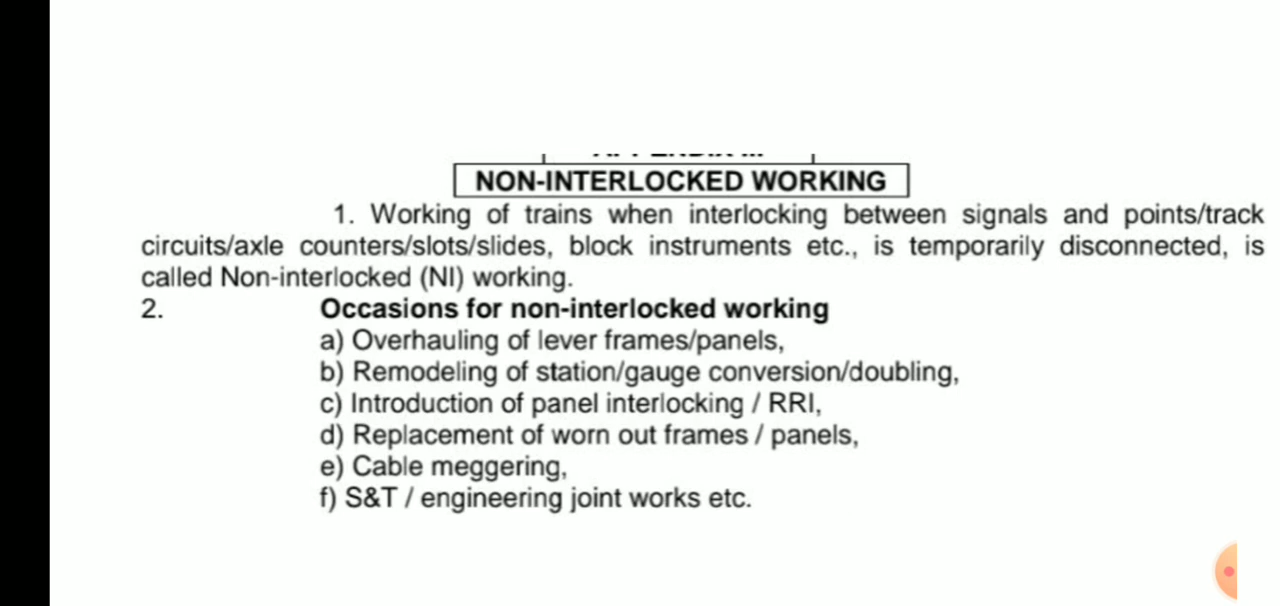 NON-INTERLOCKED WORKING
1. Working of trains when interlocking between signals and points/track
circuits/axle counters/slots/slides, block instruments etc., is temporarily disconnected, is
called Non-interlocked (NI) working.
2. Occasions for non-interlocked working
a) Overhauling of lever frames/panels,
b) Remodeling of station/gauge conversion/doubling,
c) Introduction of panel interlocking / RRI,
d) Replacement of worn out frames / panels,
e) Cable meggering,
f) S&T / engineering joint works etc.